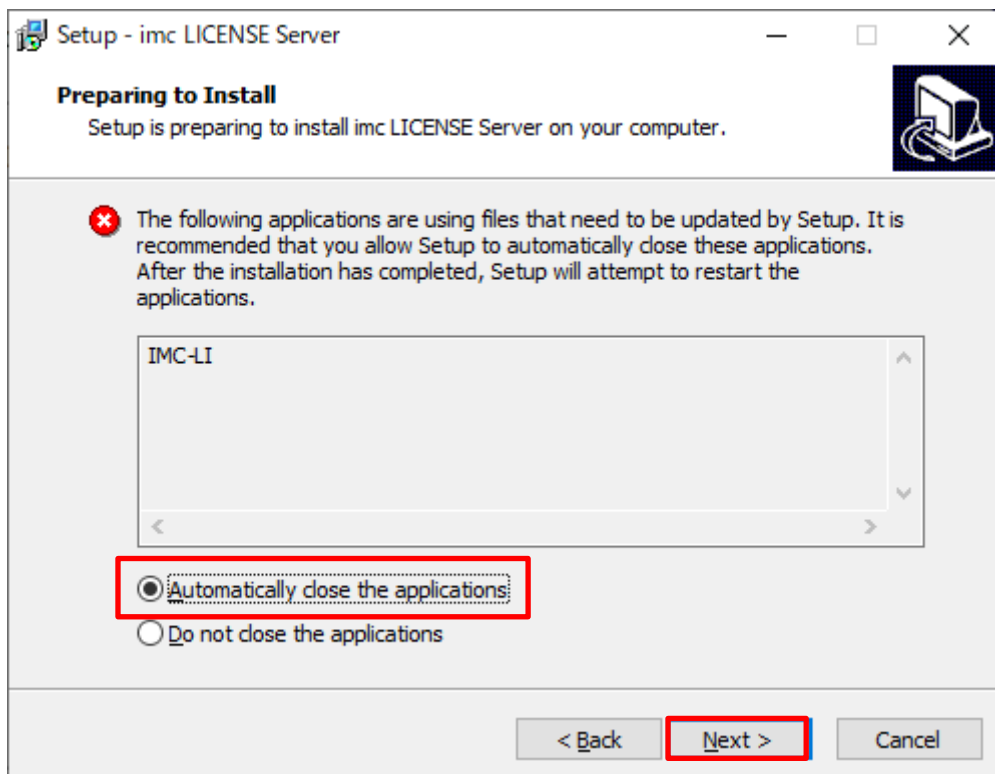 Setup - imc LICENSE Server
Preparing to Install
Setup is preparing to install imc LICENSE Server on your computer.
The following applications are using files that need to be updated by Setup. It is
recommended that you allow Setup to automatically close these applications.
After the installation has completed, Setup will attempt to restart the
applications.
IMC-LI
Automatically close the applications
Do not close the applications
< Back
Next >
Cancel